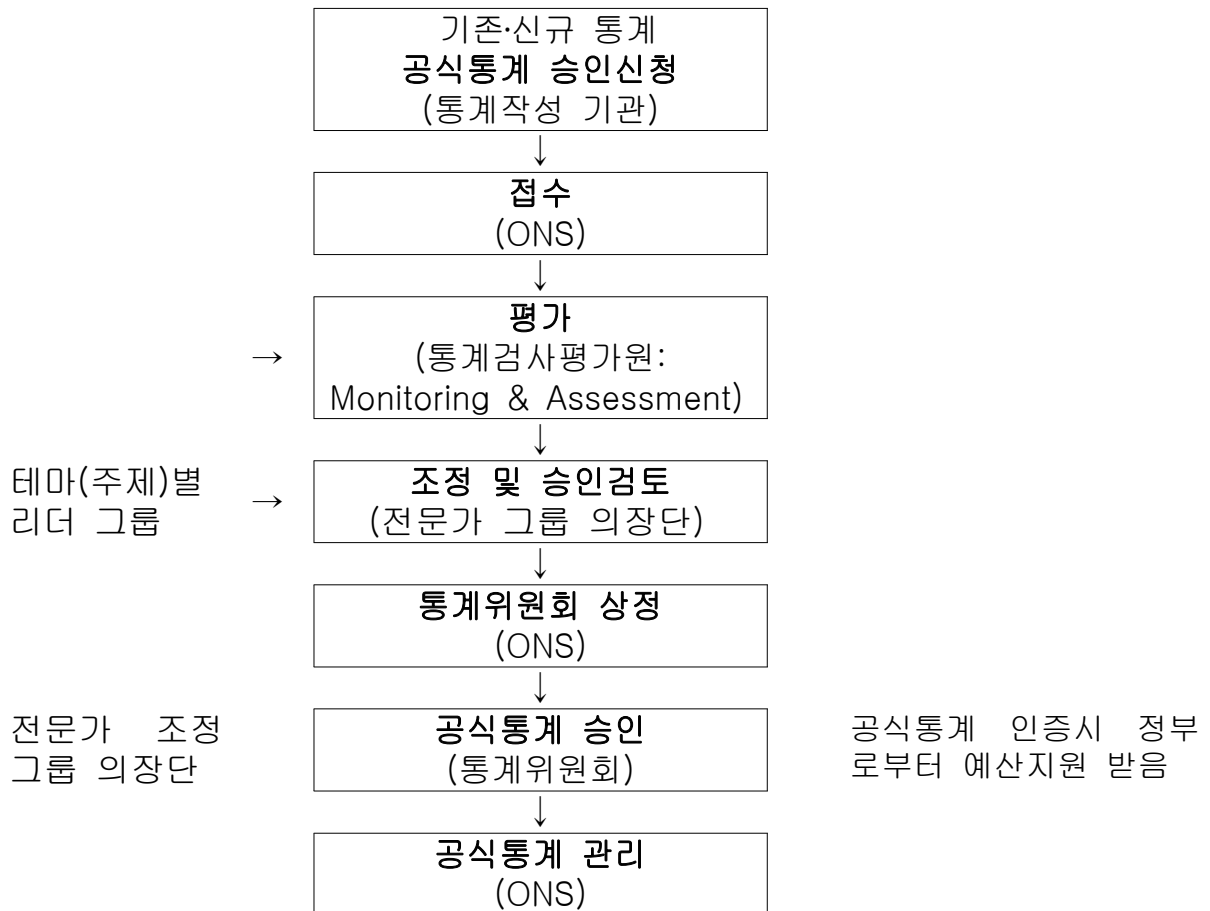 기존·신규 통계
공식통계 승인신청
(통계작성 기관)
↓
접수
(ONS)
↓
평가
→ (통계검사평가원:
Monitoring & Assessment)
↓
테마(주제)별
리더 그룹
→
조정 및 승인검토
(전문가 그룹 의장단)
↓
통계위원회 상정
(ONS)
↓
전문가 조정
그룹 의장단
공식통계 승인
(통계위원회)
공식통계 인증시 정부
로부터 예산지원 받음
↓
공식통계 관리
(ONS)